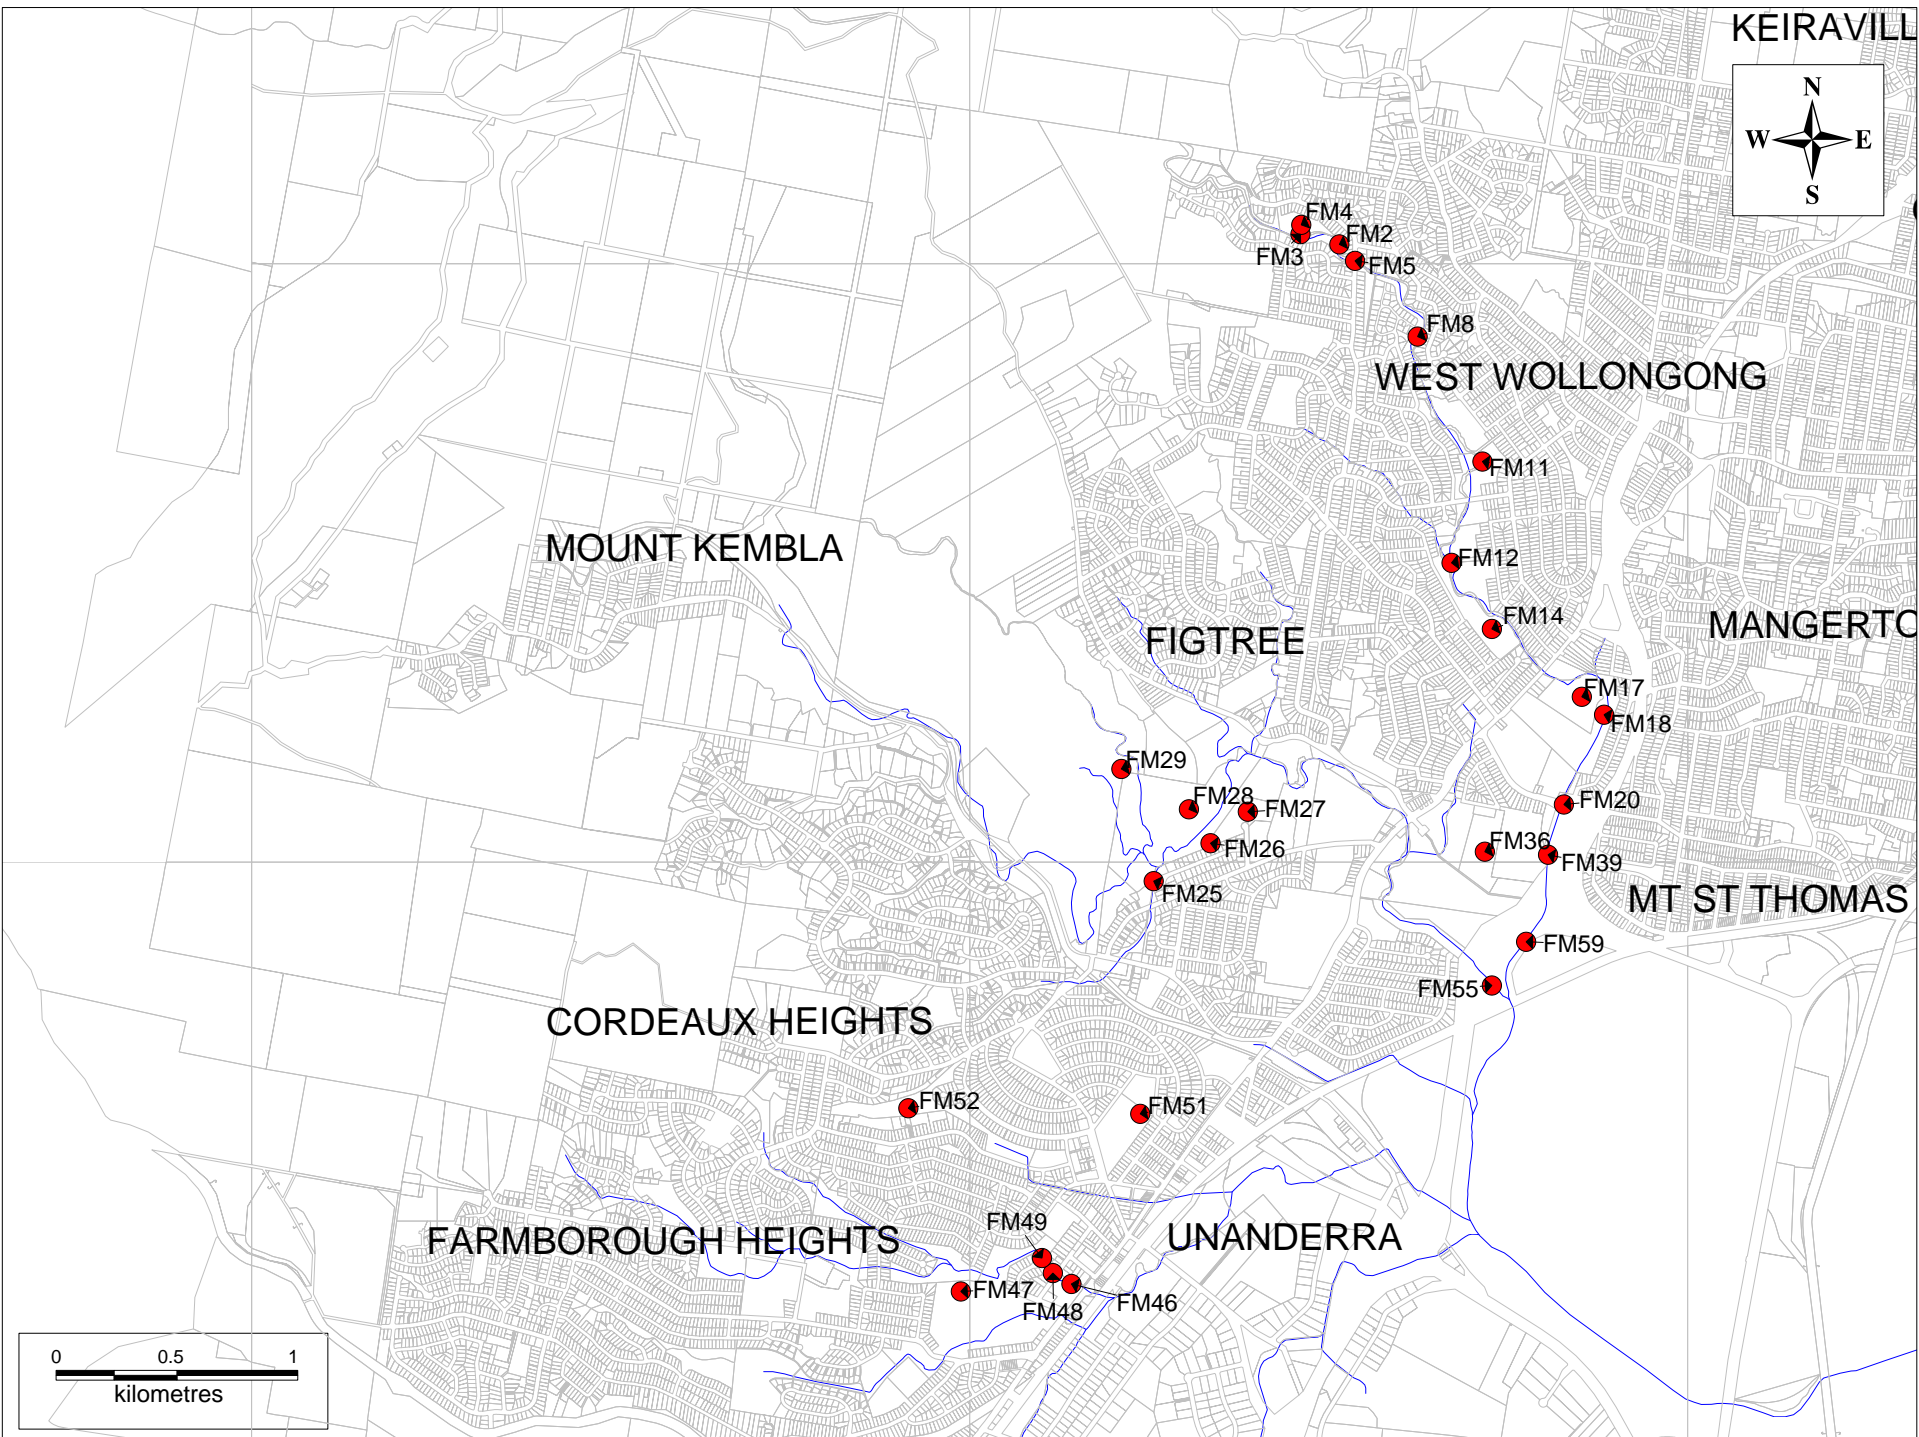 KEIRAVILL
N
W E
S
FM4
FM2
FM3
FM5
FM8
WEST WOLLONGONG
FM11
MOUNT KEMBLA
FM12
FM14
MANGERTO
FIGTREE
FM17
FM18
FM29
FM28
FM27
FM20
FM36
FM26
FM39
FM25
MT ST THOMAS
FM59
FM55
CORDEAUX HEIGHTS
FM52
FM51
FM49
UNANDERRA
FARMBOROUGH HEIGHTS
FM47
FM46
FM48
0 0.5 1
kilometres